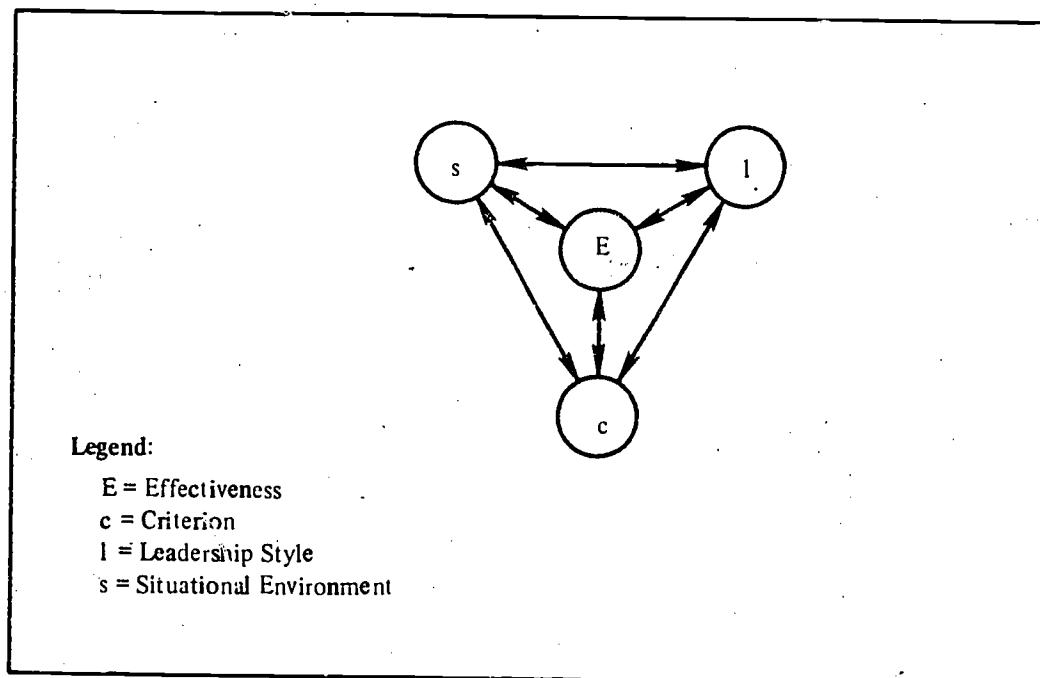 s
l
E
c
Legend:
E = Effectiveness
c = Criterion
l = Leadership Style
s = Situational Environment